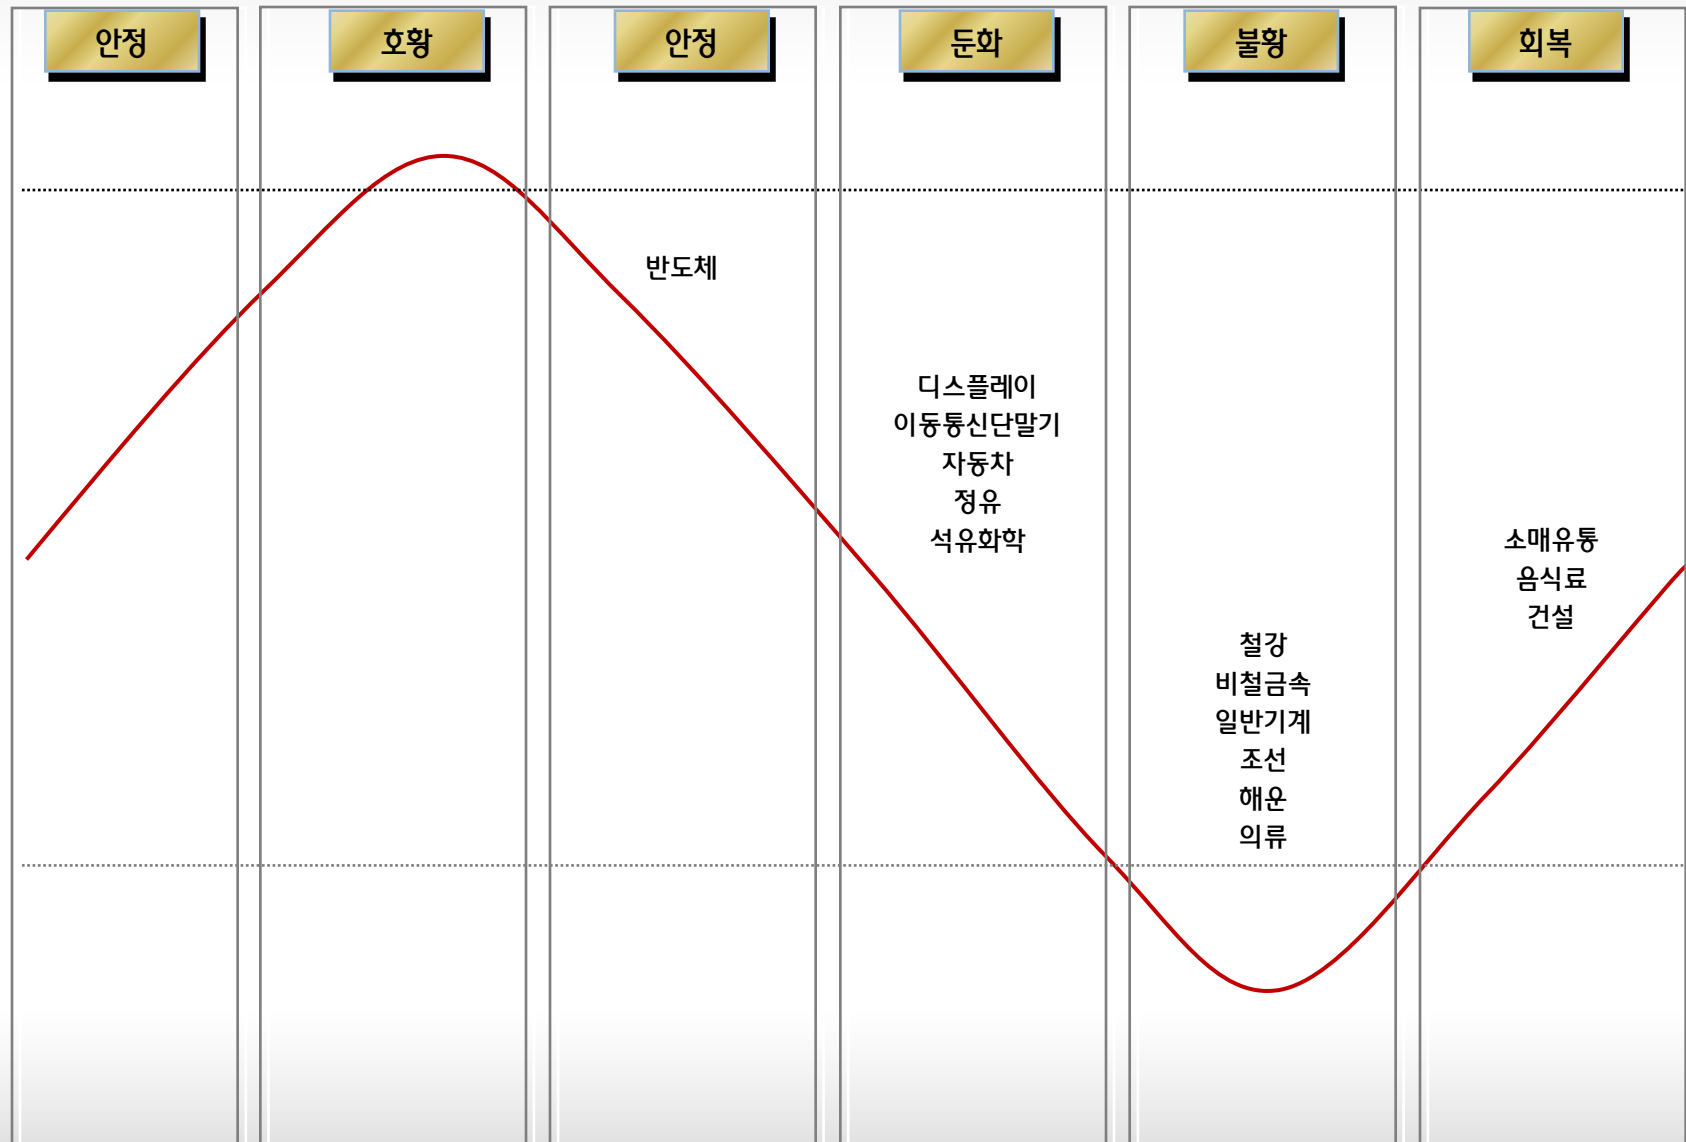 안정
호황
안정
둔화
불황
회복
반도체
디스플레이
이동통신단말기
자동차
정유
석유화학
철강
비철금속
일반기계
조선
해운
의류
소매유통
음식료
건설